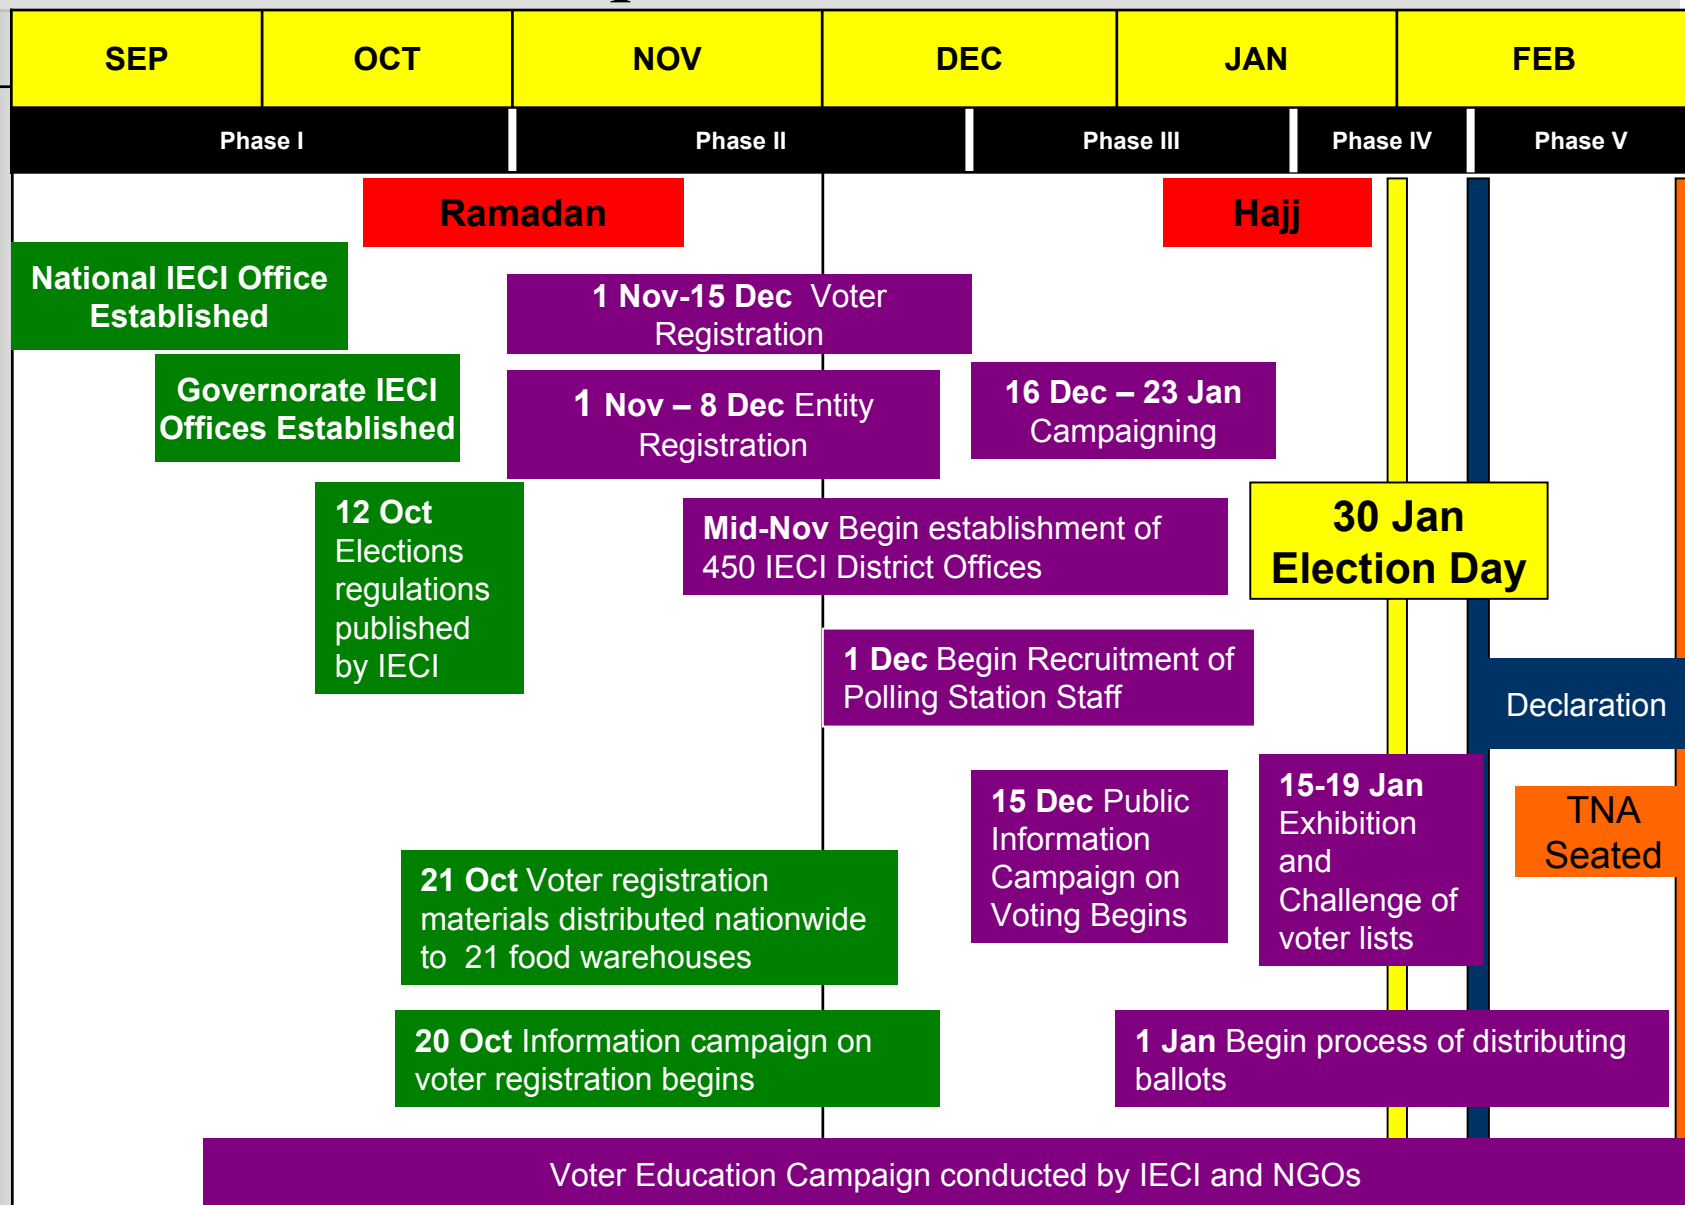 SEP OCT NOV DEC JAN FEB
Phase I Phase II Phase III Phase IV Phase V
Ramadan
Hajj
National IECI Office
Established
1 Nov-15 Dec Voter
Registration
Governorate IECI
Offices Established
1 Nov – 8 Dec Entity
Registration
16 Dec – 23 Jan
Campaigning
12 Oct
Elections
regulations
published
by IECI
Mid-Nov Begin establishment of
450 IECI District Offices
30 Jan
Election Day
1 Dec Begin Recruitment of
Polling Station Staff
Declaration
15 Dec Public
Information
Campaign on
Voting Begins
15-19 Jan
Exhibition
and
Challenge of
voter lists
TNA
Seated
21 Oct Voter registration
materials distributed nationwide
to 21 food warehouses
20 Oct Information campaign on
voter registration begins
1 Jan Begin process of distributing
ballots
Voter Education Campaign conducted by IECI and NGOs